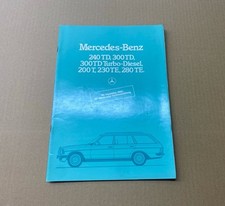 Mercedes-Benz
240 TD, 300 TD,
300 TD Turbo-Diesel,
200 T, 230 TE, 280 TE.